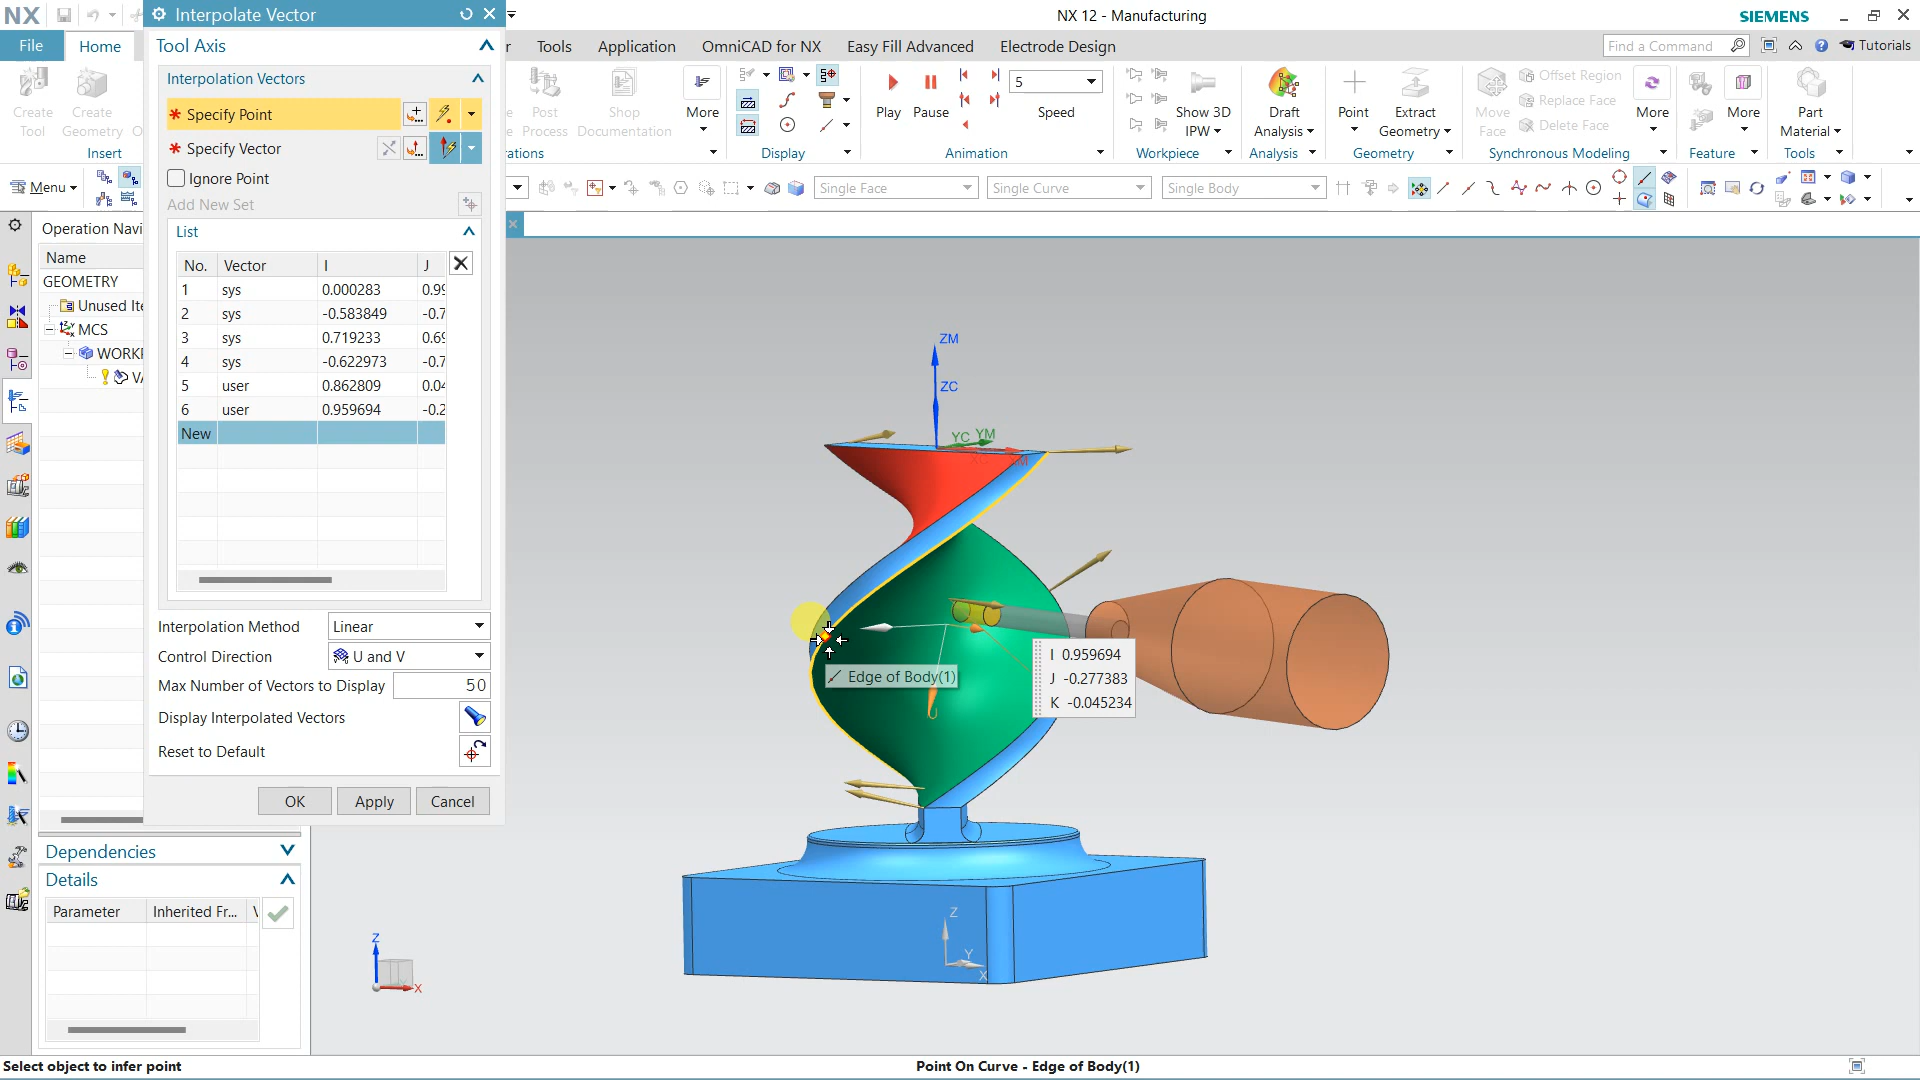 NX
Interpolate Vector
NX 12 - Manufacturing
SIEMENS
File
Home
Tools
Application
OmniCAD for NX
Easy Fill Advanced
Electrode Design
Find a Command
Tutorials
Create Tool
Create Geometry
Insert
Post Process
Shop Documentation
More
Display
Play
Pause
5
Speed
Animation
Show 3D IPW
Workpiece
Draft Analysis
Analysis
Point
Extract Geometry
Geometry
Move Face
Offset Region
Replace Face
Delete Face
More
Synchronous Modeling
More
Feature
Part Material
Tools
Menu
Single Face
Single Curve
Single Body
Tool Axis
Interpolation Vectors
* Specify Point
* Specify Vector
Ignore Point
Add New Set
List
No. Vector I J
1 sys 0.000283 0.99
2 sys -0.583849 -0.7
3 sys 0.719233 0.69
4 sys -0.622973 -0.7
5 user 0.862809 0.04
6 user 0.959694 -0.2
New
Interpolation Method Linear
Control Direction U and V
Max Number of Vectors to Display 50
Display Interpolated Vectors
Reset to Default
OK Apply Cancel
Operation Navi
Name
GEOMETRY
Unused Ite
MCS
WORK
Dependencies
Details
Parameter Inherited Fr... V
ZM
ZC
YC YM
Edge of Body(1)
I 0.959694
J -0.277383
K -0.045234
Z
Y
X
Z
X
Select object to infer point
Point On Curve - Edge of Body(1)